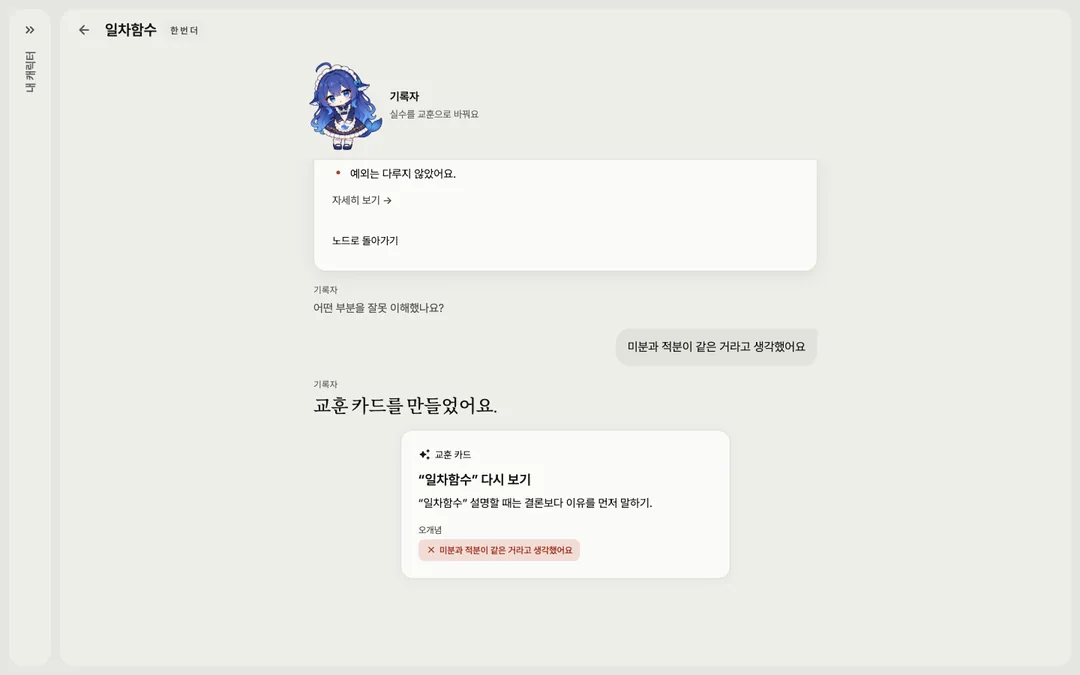 일차함수 한 번 더
내 캐릭터
기록자
실수를 교훈으로 바꿔요
• 예외는 다루지 않았어요.
자세히 보기 →
노드로 돌아가기
기록자
어떤 부분을 잘못 이해했나요?
미분과 적분이 같은 거라고 생각했어요
기록자
교훈 카드를 만들었어요.
교훈 카드
“일차함수” 다시 보기
“일차함수” 설명할 때는 결론보다 이유를 먼저 말하기.
오개념
✕ 미분과 적분이 같은 거라고 생각했어요